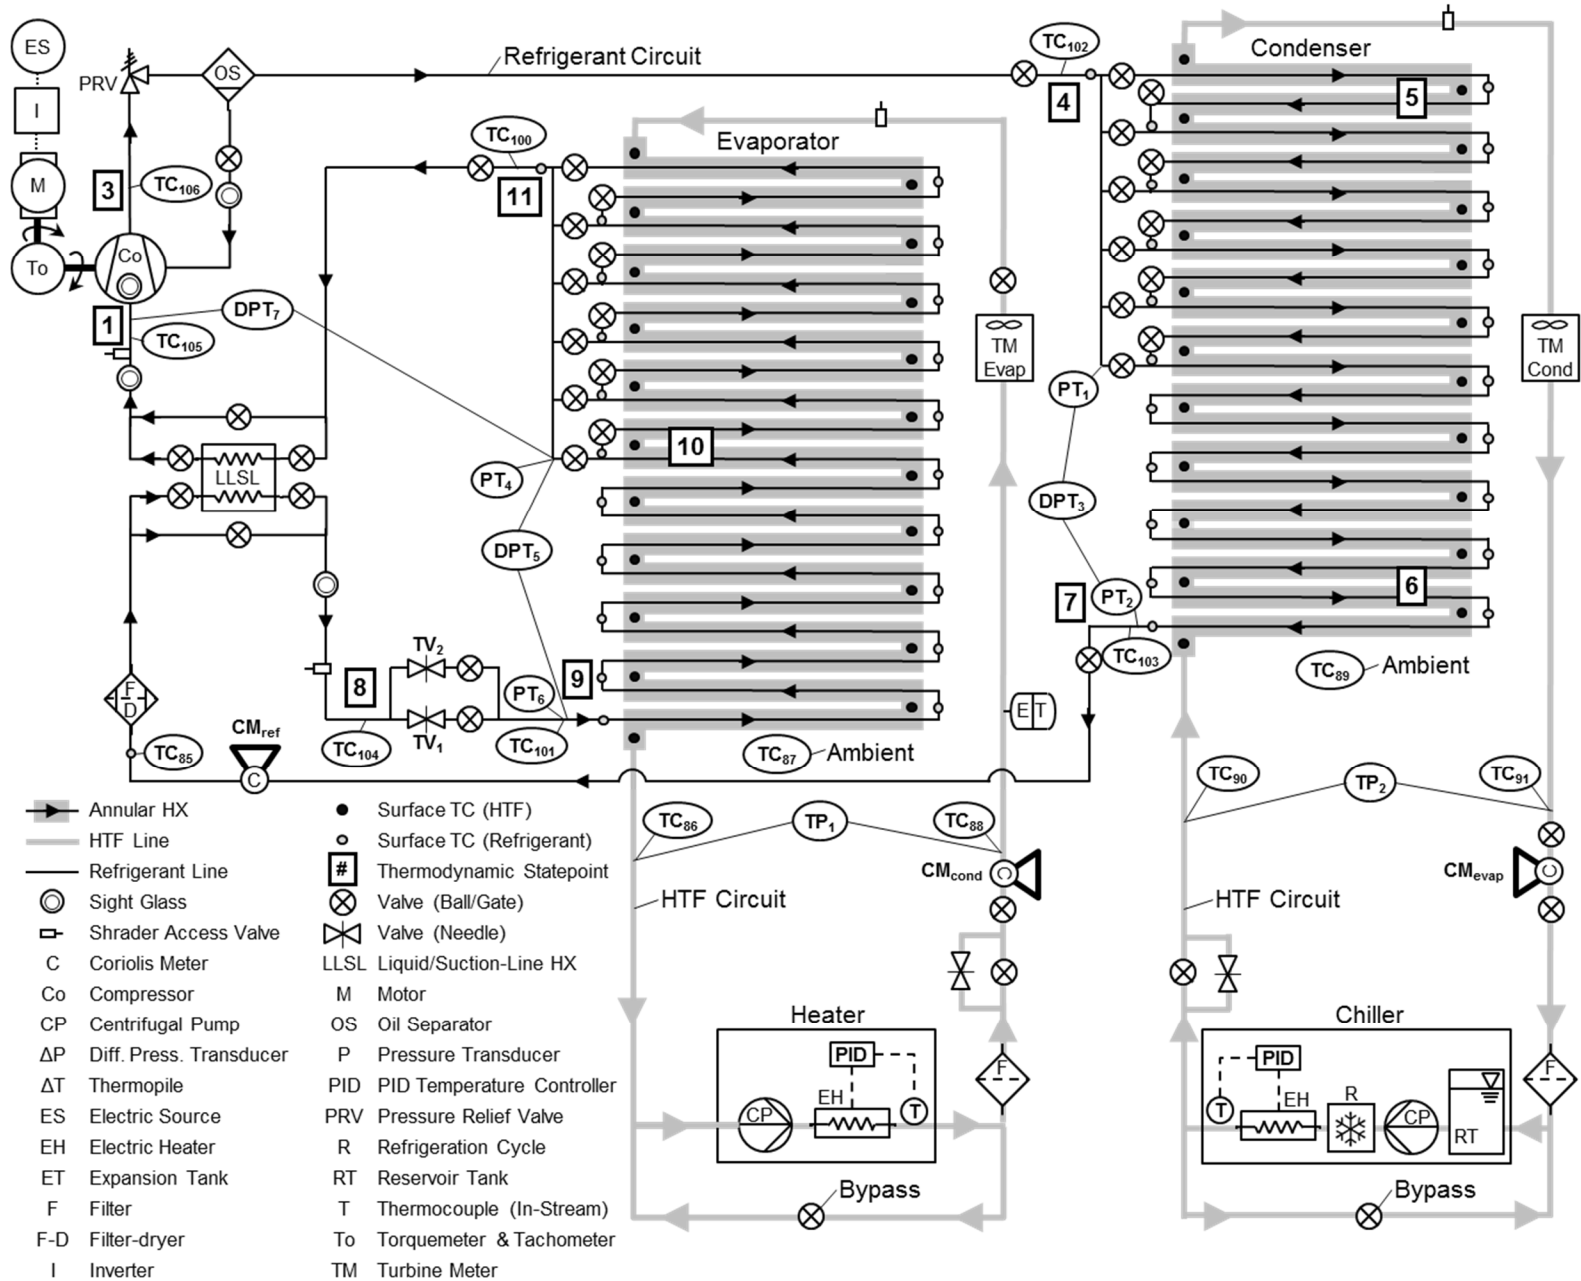 ES
I
M
To
Co
PRV
OS
Refrigerant Circuit
3
TC106
1
TC105
DPT7
LLSL
F
D
TC85
CMref
C
TC100
11
Evaporator
10
PT4
DPT5
8
TV2
TV1
TC104
PT6
TC101
9
TC87 Ambient
TM
Evap
E T
TC102
4
Condenser
5
PT1
DPT3
PT2
7
TC103
6
TC89 Ambient
TM
Cond
TC86
TP1
TC88
CMcond
C
HTF Circuit
Heater
PID
EH
CP
T
F
Bypass
TC90
TP2
TC91
CMevap
C
HTF Circuit
Chiller
PID
T
EH
R
CP
RT
F
Bypass
Annular HX
HTF Line
Refrigerant Line
Sight Glass
Shrader Access Valve
C Coriolis Meter
Co Compressor
CP Centrifugal Pump
ΔP Diff. Press. Transducer
ΔT Thermopile
ES Electric Source
EH Electric Heater
ET Expansion Tank
F Filter
F-D Filter-dryer
I Inverter
Surface TC (HTF)
Surface TC (Refrigerant)
# Thermodynamic Statepoint
Valve (Ball/Gate)
Valve (Needle)
LLSL Liquid/Suction-Line HX
M Motor
OS Oil Separator
P Pressure Transducer
PID PID Temperature Controller
PRV Pressure Relief Valve
R Refrigeration Cycle
RT Reservoir Tank
T Thermocouple (In-Stream)
To Torquemeter & Tachometer
TM Turbine Meter